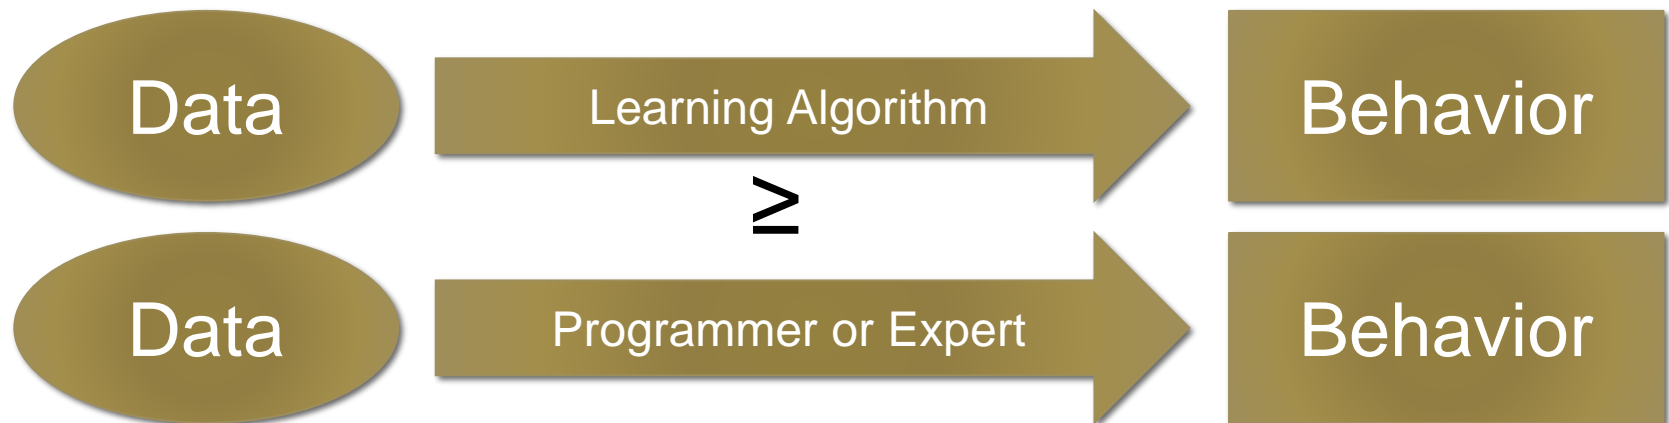 Data
Learning Algorithm
Behavior
≥
Data
Programmer or Expert
Behavior